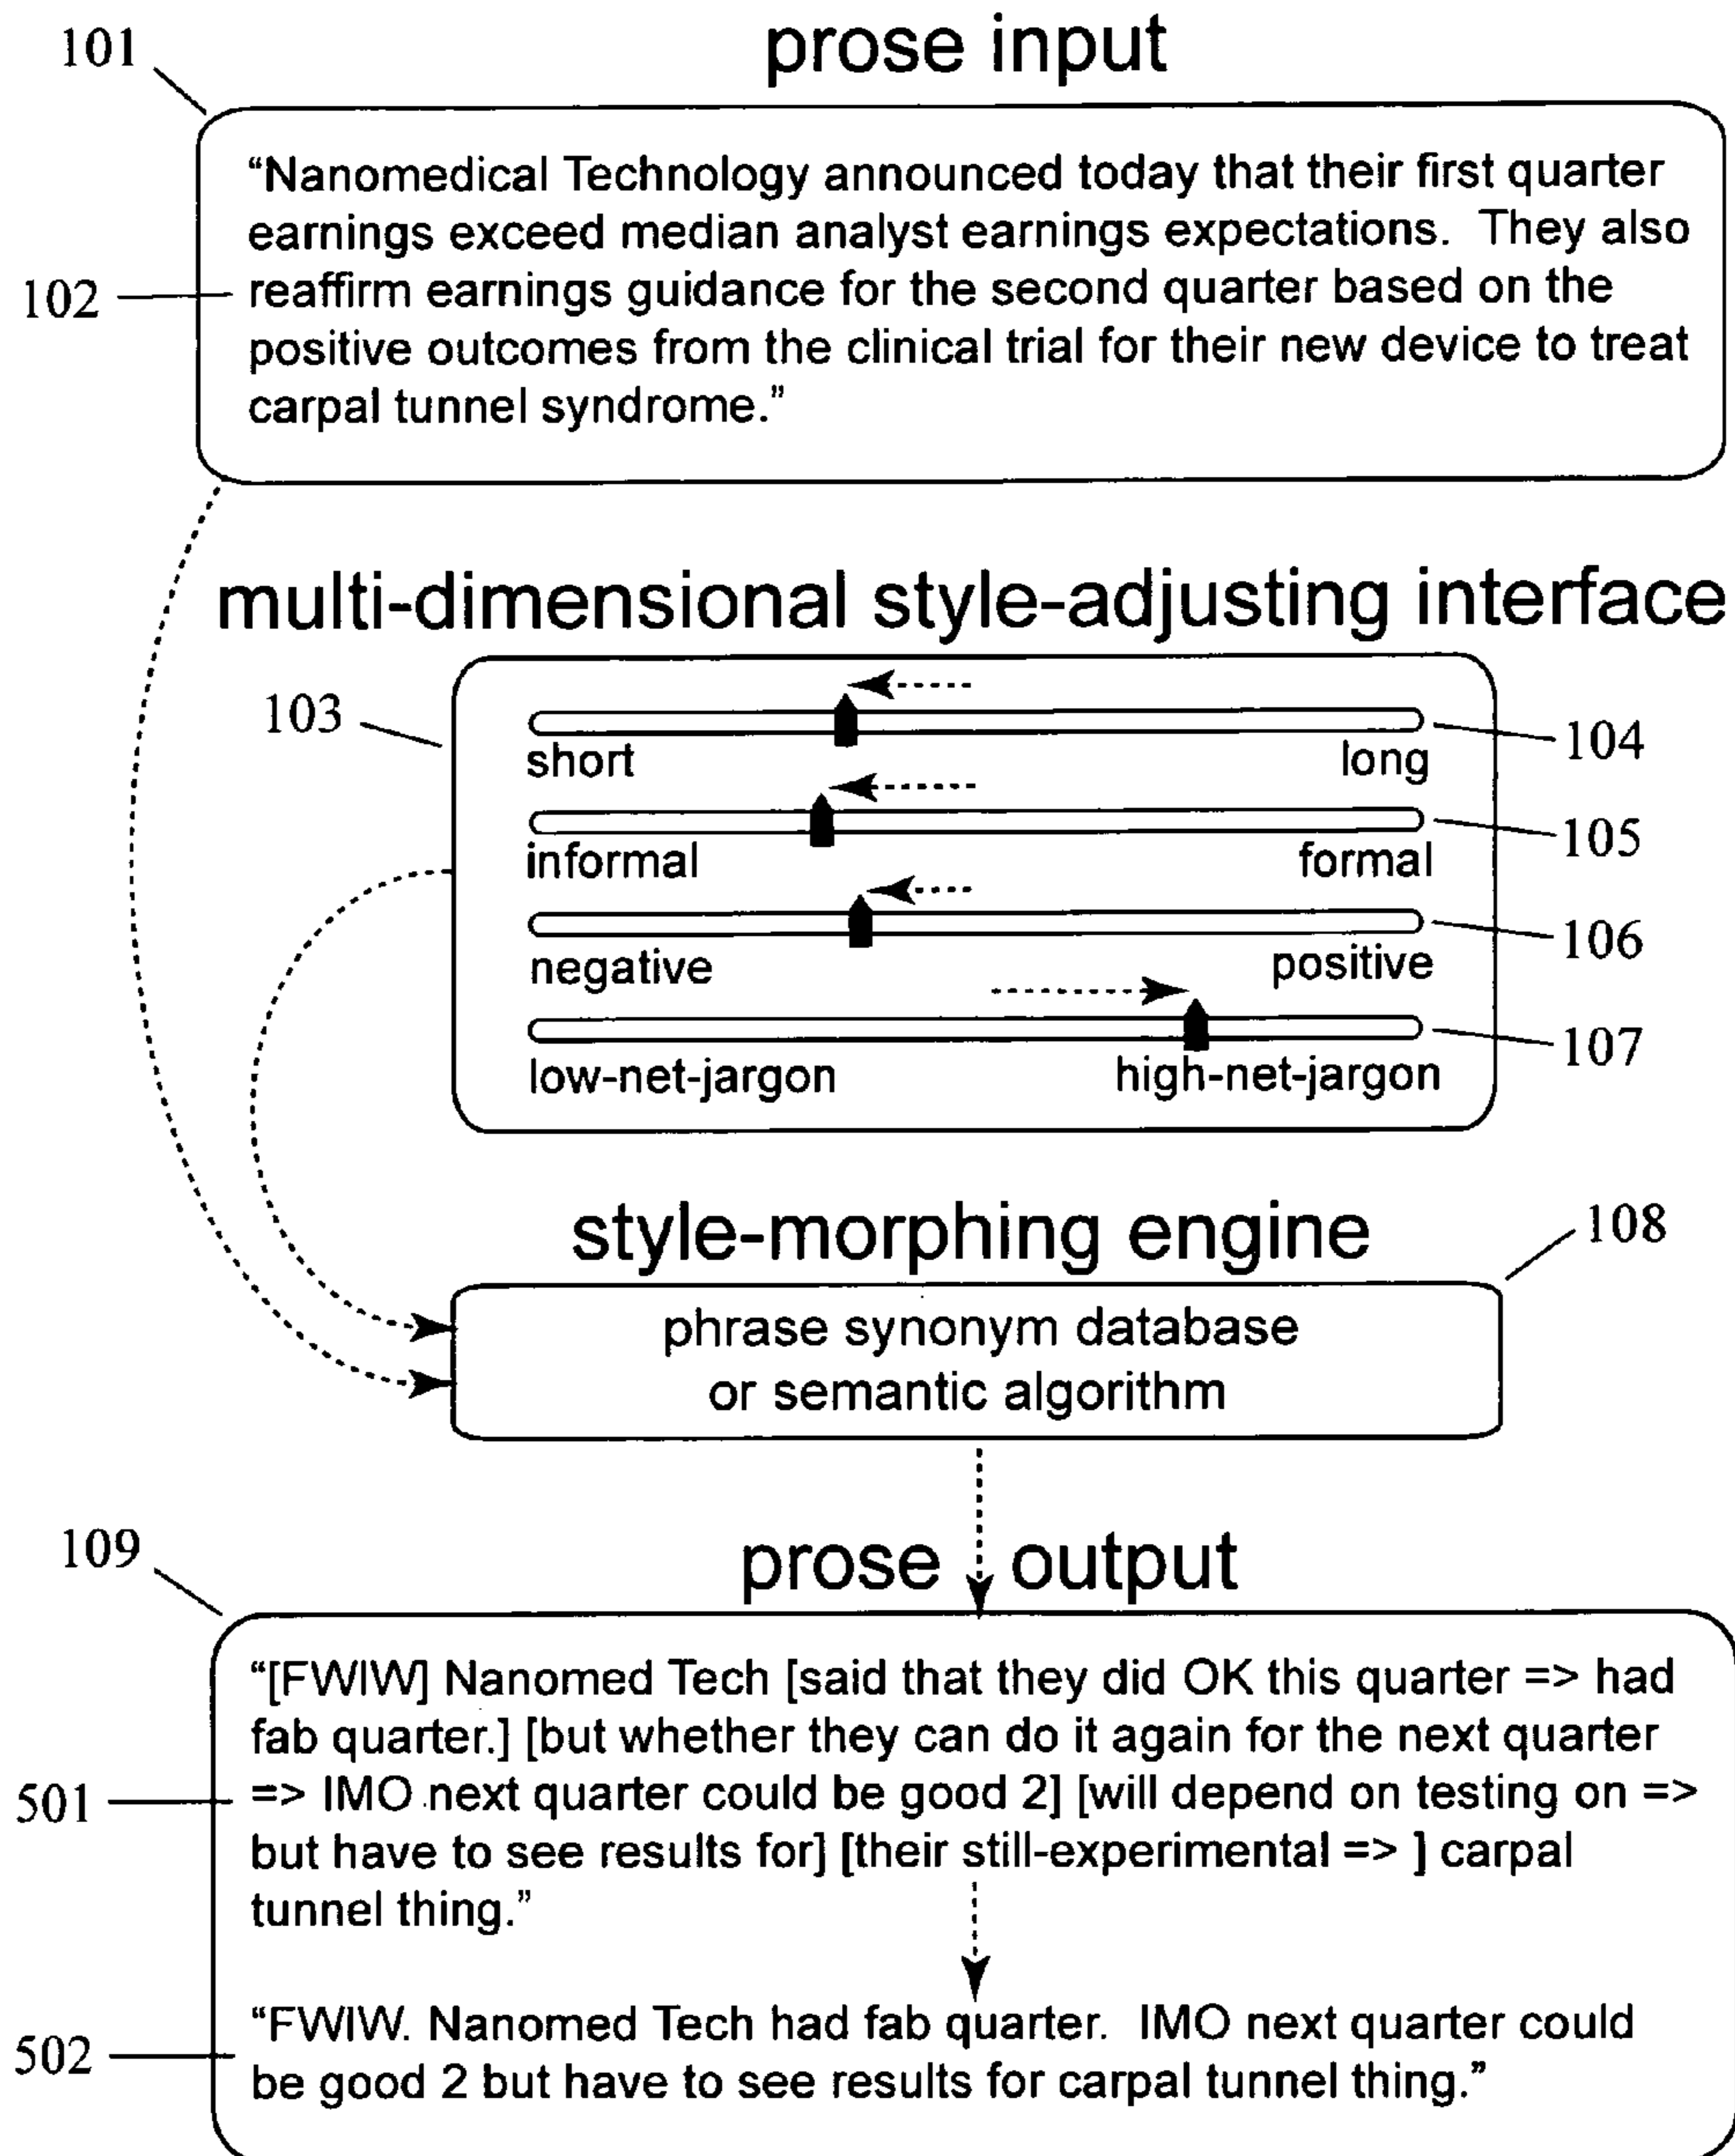 101
prose input
“Nanomedical Technology announced today that their first quarter
earnings exceed median analyst earnings expectations.  They also
102
reaffirm earnings guidance for the second quarter based on the
positive outcomes from the clinical trial for their new device to treat
carpal tunnel syndrome.”
multi-dimensional style-adjusting interface
103
104
short
long
105
informal
formal
106
negative
positive
107
low-net-jargon
high-net-jargon
style-morphing engine
108
phrase synonym database
or semantic algorithm
109
prose output
“[FWIW] Nanomed Tech [said that they did OK this quarter => had
fab quarter.] [but whether they can do it again for the next quarter
501
=> IMO next quarter could be good 2] [will depend on testing on =>
but have to see results for] [their still-experimental => ] carpal
tunnel thing.”
“FWIW. Nanomed Tech had fab quarter.  IMO next quarter could
502
be good 2 but have to see results for carpal tunnel thing.”